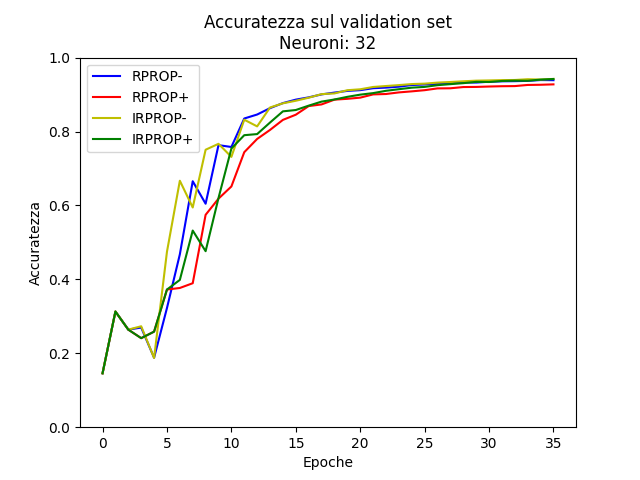 Accuratezza sul validation set
Neuroni: 32
1.0
0.8
0.6
0.4
0.2
0.0
Accuratezza
RPROP-
RPROP+
IRPROP-
IRPROP+
0 5 10 15 20 25 30 35
Epoche